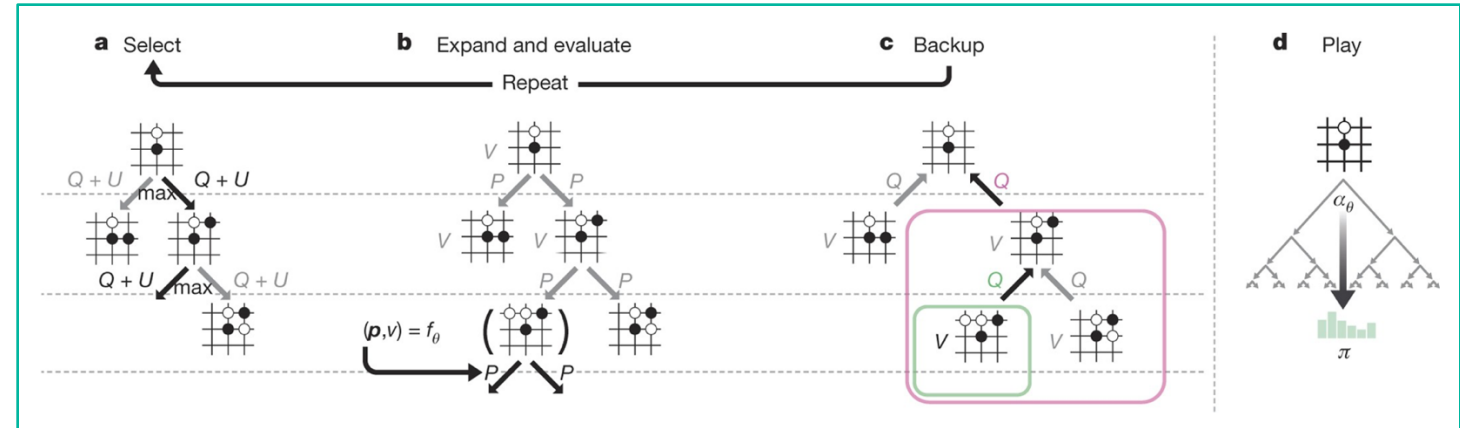 a Select
b Expand and evaluate
c Backup
d Play
Repeat
Q + U
max
Q + U
Q + U
max
Q + U
V
P
P
V
V
P
P
(p,v) = fθ
P
P
Q
Q
V
V
Q
Q
V
V
αθ
π